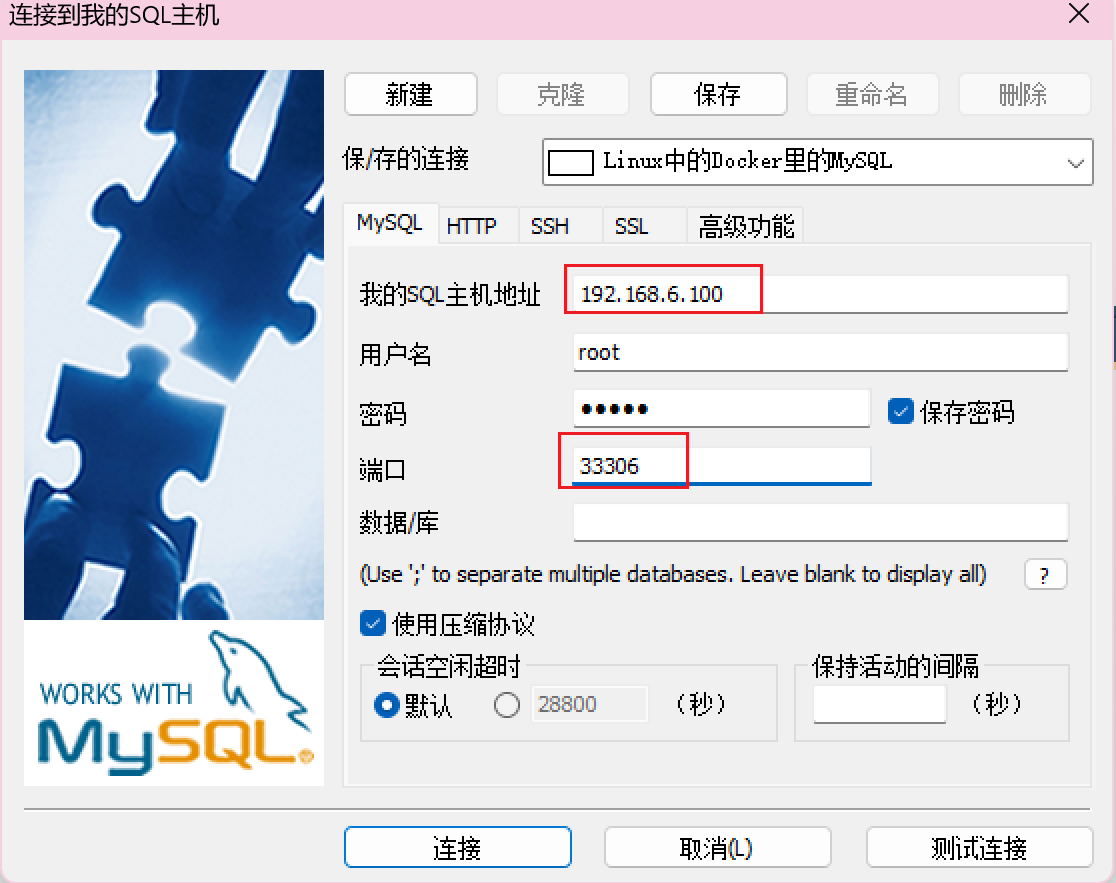 连接到我的SQL主机
新建
克隆
保存
重命名
删除
保/存的连接
Linux中的Docker里的MySQL
MySQL
HTTP
SSH
SSL
高级功能
我的SQL主机地址
192.168.6.100
用户名
root
密码
●●●●●
保存密码
端口
33306
数据/库
(Use ';' to separate multiple databases. Leave blank to display all)
?
使用压缩协议
会话空闲超时
默认
28800
（秒）
保持活动的间隔
（秒）
WORKS WITH
MySQL
连接
取消(L)
测试连接